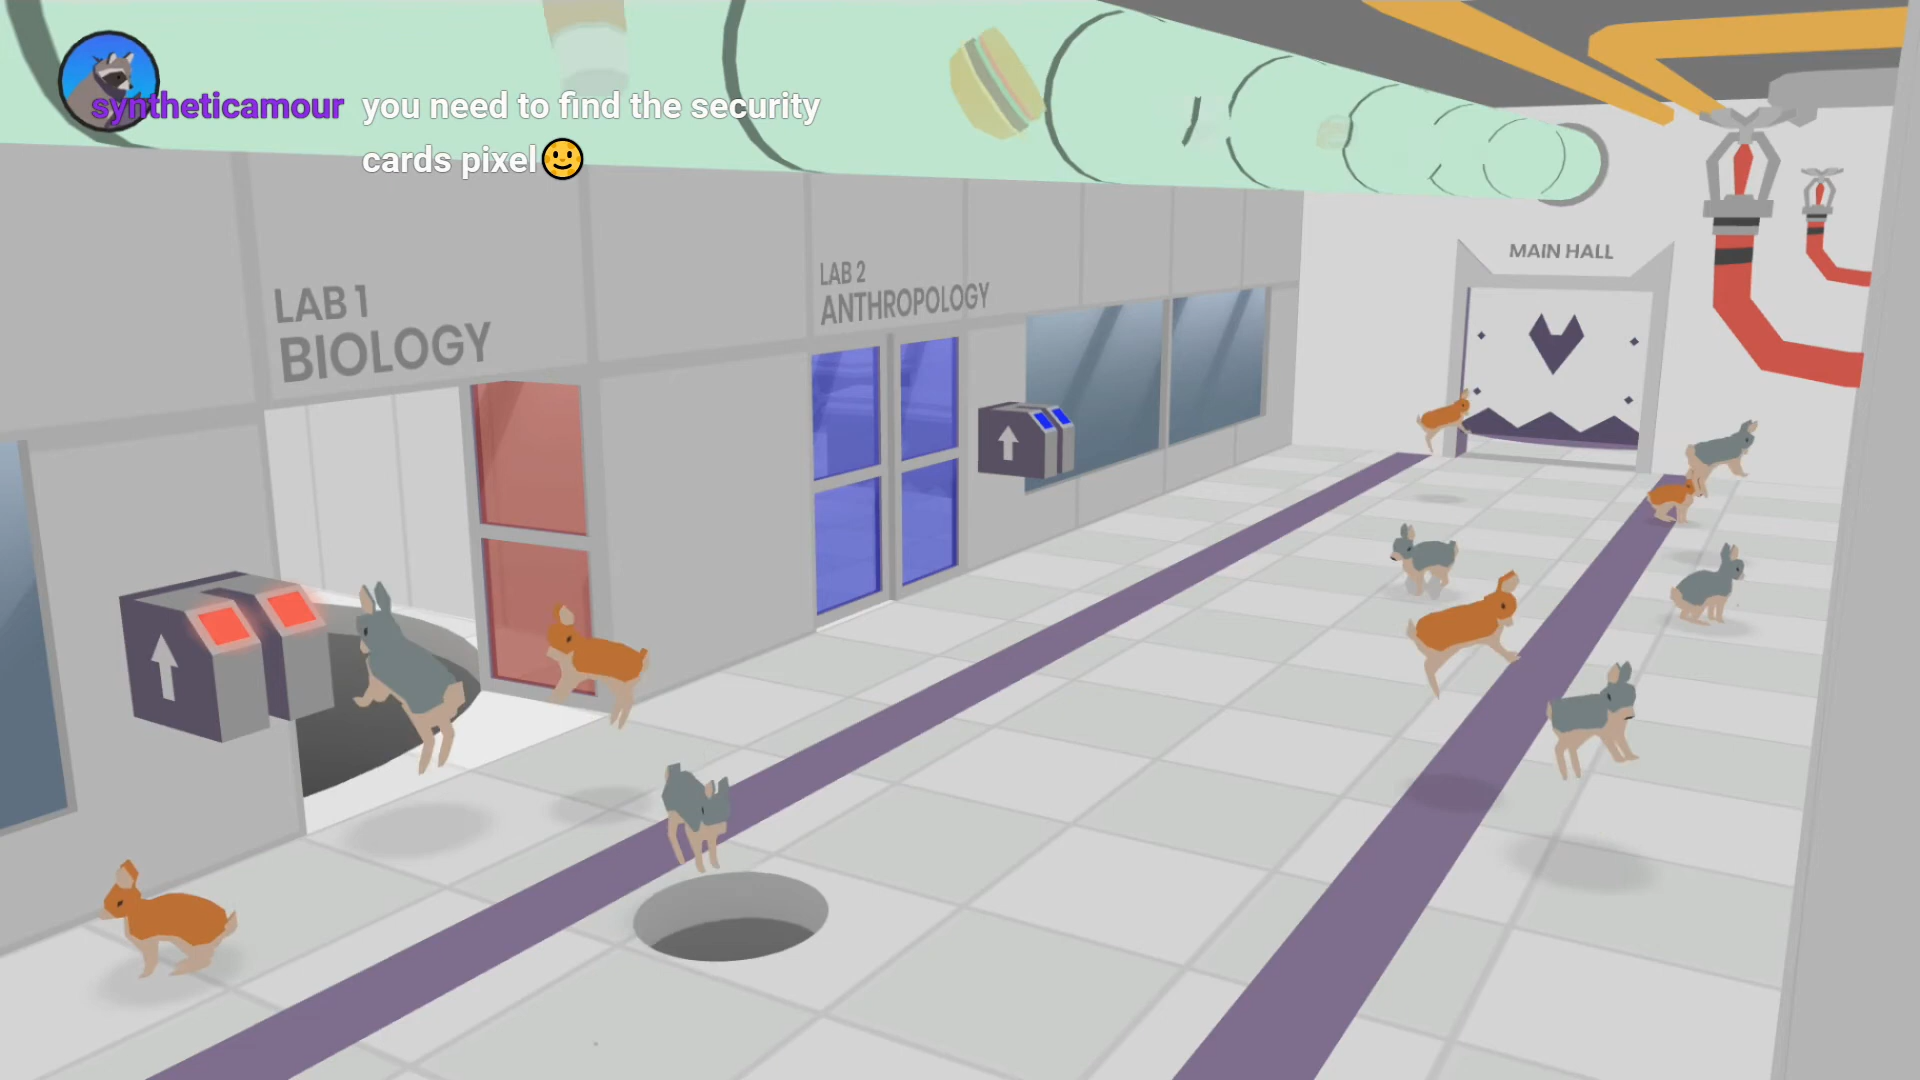 syntheticamour you need to find the security
cards pixel
MAIN HALL
LAB 1
BIOLOGY
LAB 2
ANTHROPOLOGY